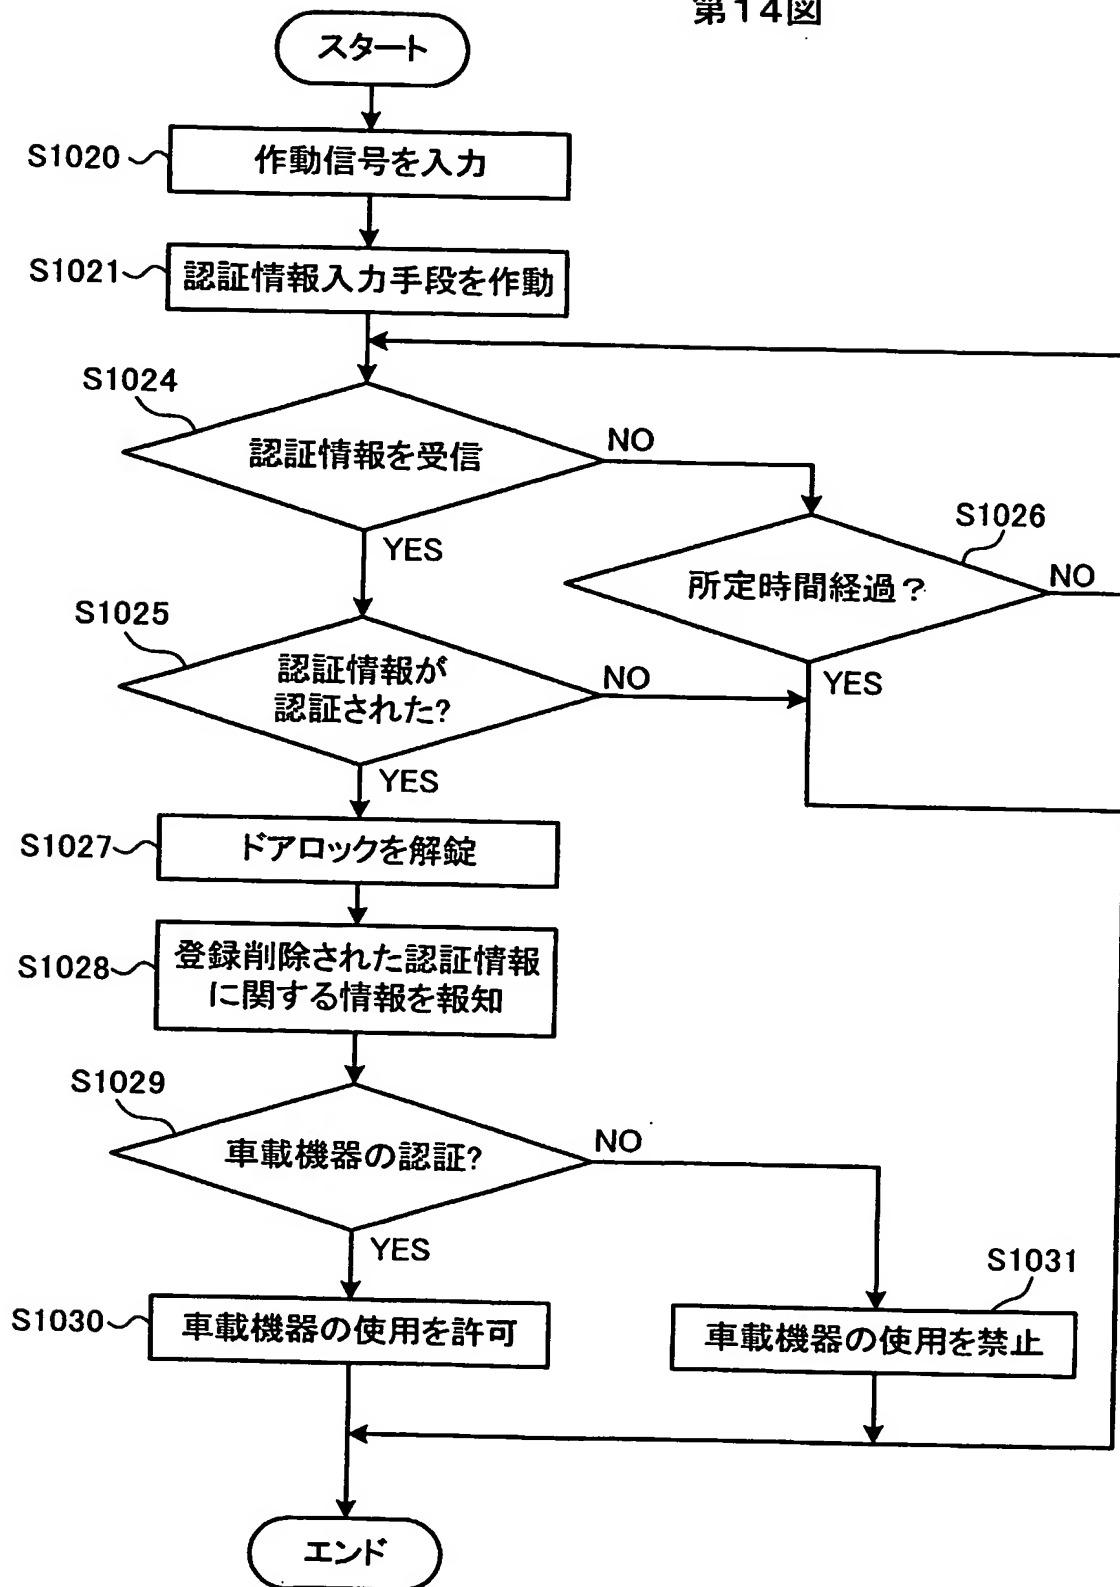 第14図
スタート
S1020
作動信号を入力
S1021
認証情報入力手段を作動
S1024
認証情報を受信
NO
YES
S1026
所定時間経過?
NO
YES
S1025
認証情報が
認証された?
NO
YES
S1027
ドアロックを解錠
S1028
登録削除された認証情報
に関する情報を報知
S1029
車載機器の認証?
NO
YES
S1030
車載機器の使用を許可
S1031
車載機器の使用を禁止
エンド